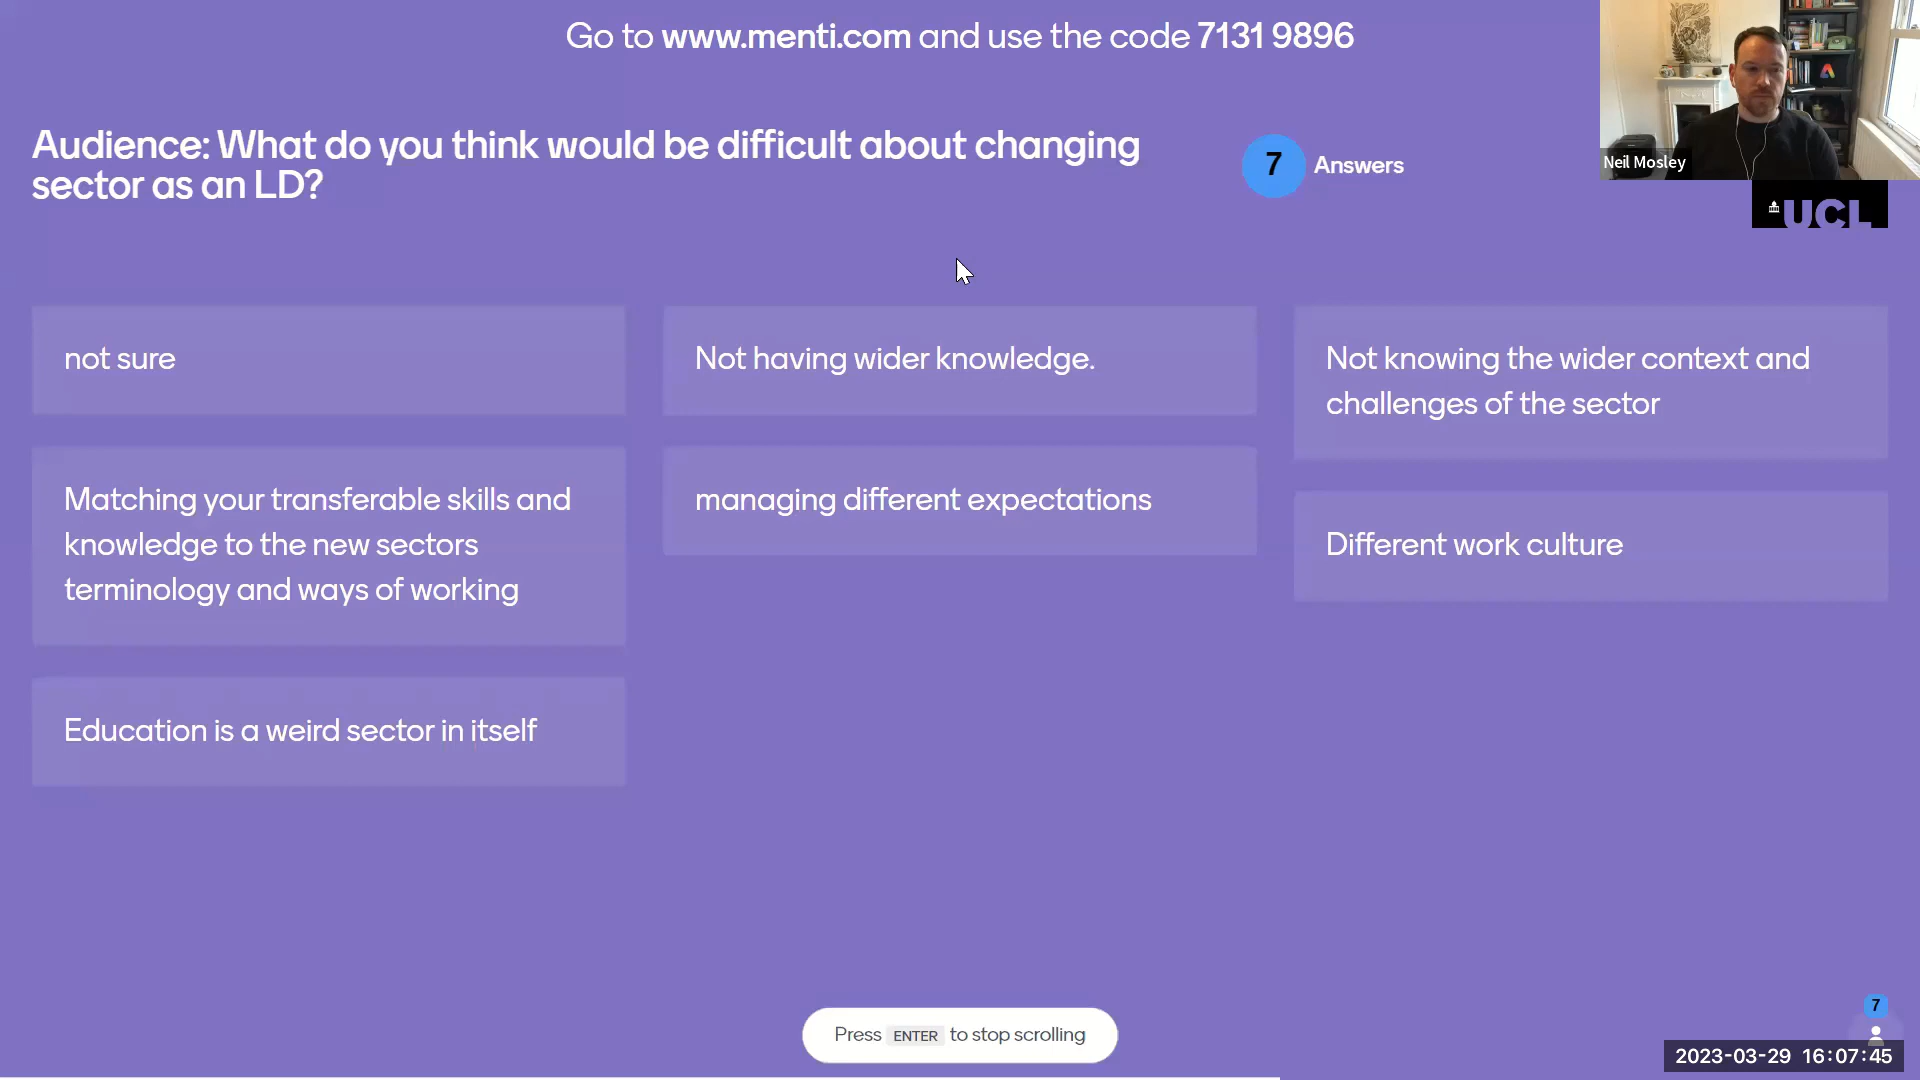 Go to www.menti.com and use the code 7131 9896
Audience: What do you think would be difficult about changing
sector as an LD?
7 Answers
Neil Mosley
UCL
not sure
Not having wider knowledge.
Not knowing the wider context and
challenges of the sector
Matching your transferable skills and
knowledge to the new sectors
terminology and ways of working
managing different expectations
Different work culture
Education is a weird sector in itself
Press ENTER to stop scrolling
7
2023-03-29 16:07:45